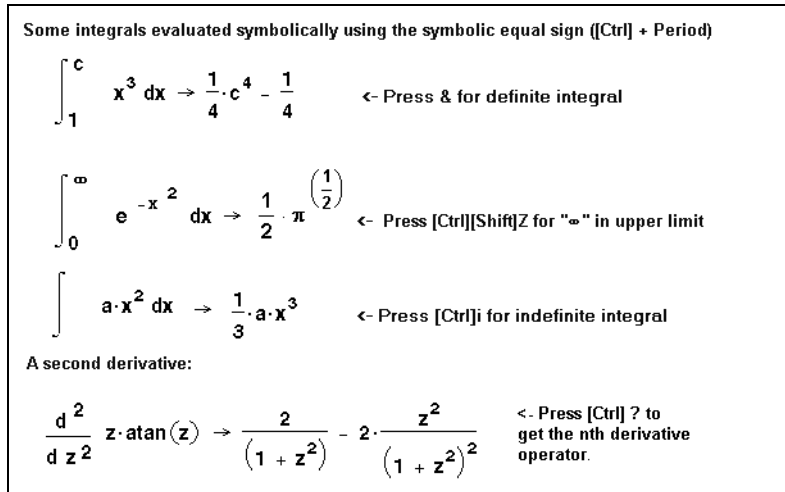 Some integrals evaluated symbolically using the symbolic equal sign ([Ctrl] + Period)
∫₁ᶜ x³ dx → 1/4·c⁴ - 1/4 <- Press & for definite integral
∫₀^∞ e^(-x²) dx → 1/2·π^(1/2) <- Press [Ctrl][Shift]Z for "∞" in upper limit
∫ a·x² dx → 1/3·a·x³ <- Press [Ctrl]i for indefinite integral
A second derivative:
d²/dz² z·atan(z) → 2/(1 + z²) - 2·z²/(1 + z²)² <- Press [Ctrl] ? to
get the nth derivative
operator.